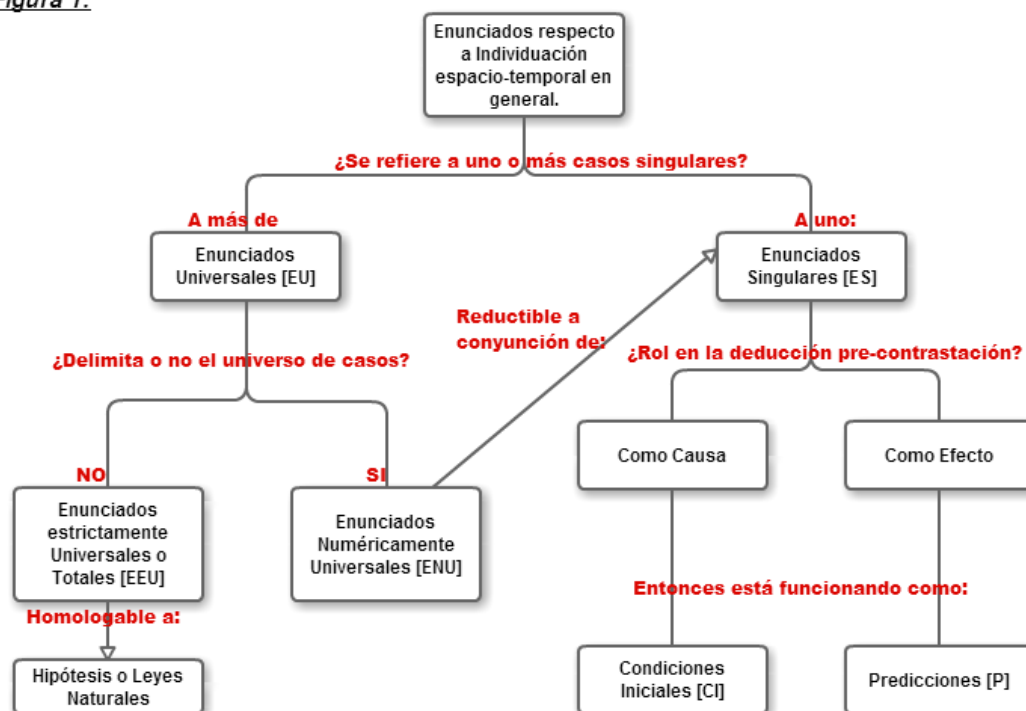 Figura 1.
Enunciados respecto
a Individuación
espacio-temporal en
general.
¿Se refiere a uno o más casos singulares?
A más de
A uno:
Enunciados
Universales [EU]
Enunciados
Singulares [ES]
Reductible a
conyunción de:
¿Delimita o no el universo de casos?
¿Rol en la deducción pre-contrastación?
Como Causa
Como Efecto
NO
SI
Enunciados
estrictamente
Universales o
Totales [EEU]
Enunciados
Numéricamente
Universales [ENU]
Entonces está funcionando como:
Homologable a:
Hipótesis o Leyes
Naturales
Condiciones
Iniciales [CI]
Predicciones [P]